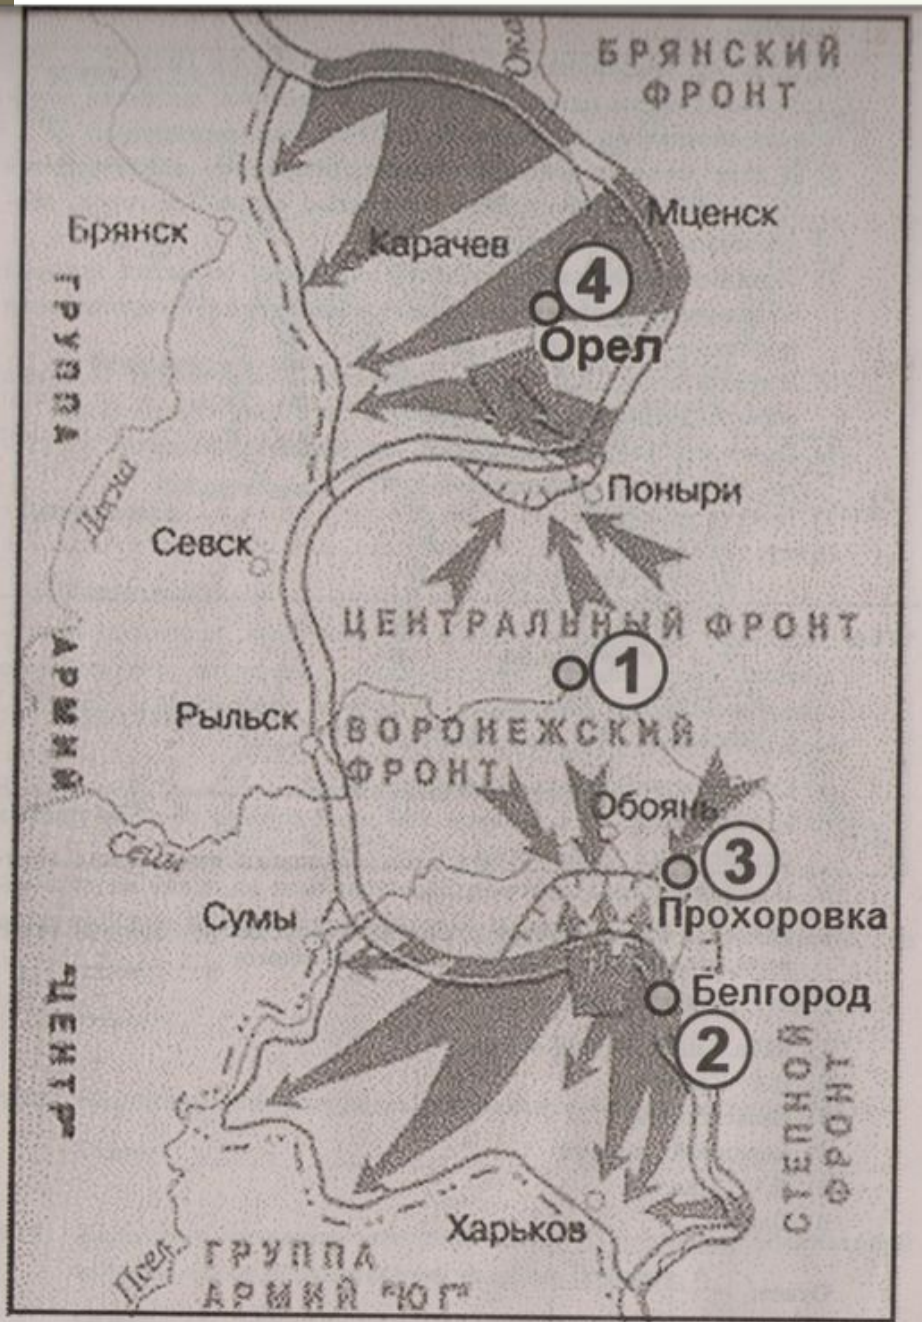 Ока
БРЯНСКИЙ
ФРОНТ
Мценск
Брянск
Карачев
4
Орел
Поныри
Десна
Севск
ЦЕНТРАЛЬНЫЙ ФРОНТ
1
Рыльск
ВОРОНЕЖСКИЙ
ФРОНТ
Обоянь
3
Сейм
Прохоровка
Сумы
Белгород
2
СТЕПНОЙ
ФРОНТ
Харьков
Псел
ГРУППА
АРМИЙ "ЮГ"
ГРУППА АРМИЙ "ЦЕНТР"